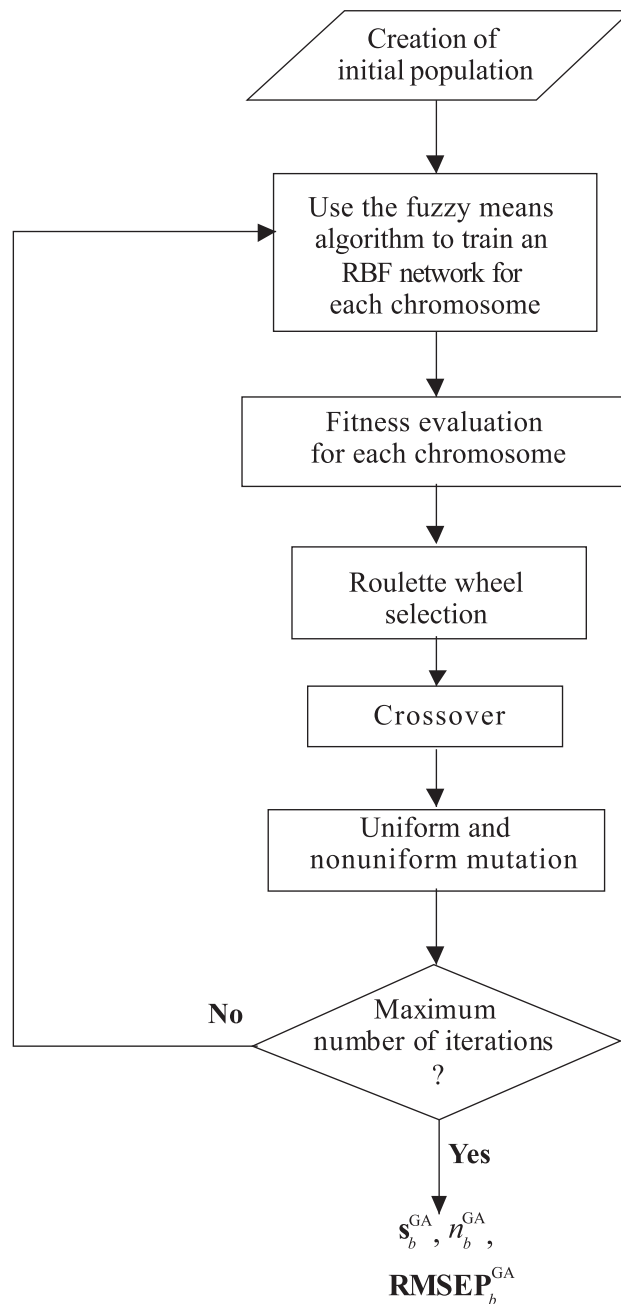 Creation of
initial population
Use the fuzzy means
algorithm to train an
RBF network for
each chromosome
Fitness evaluation
for each chromosome
Roulette wheel
selection
Crossover
Uniform and
nonuniform mutation
No
Maximum
number of iterations
?
Yes
s_b^GA, n_b^GA,
RMSEP_b^GA